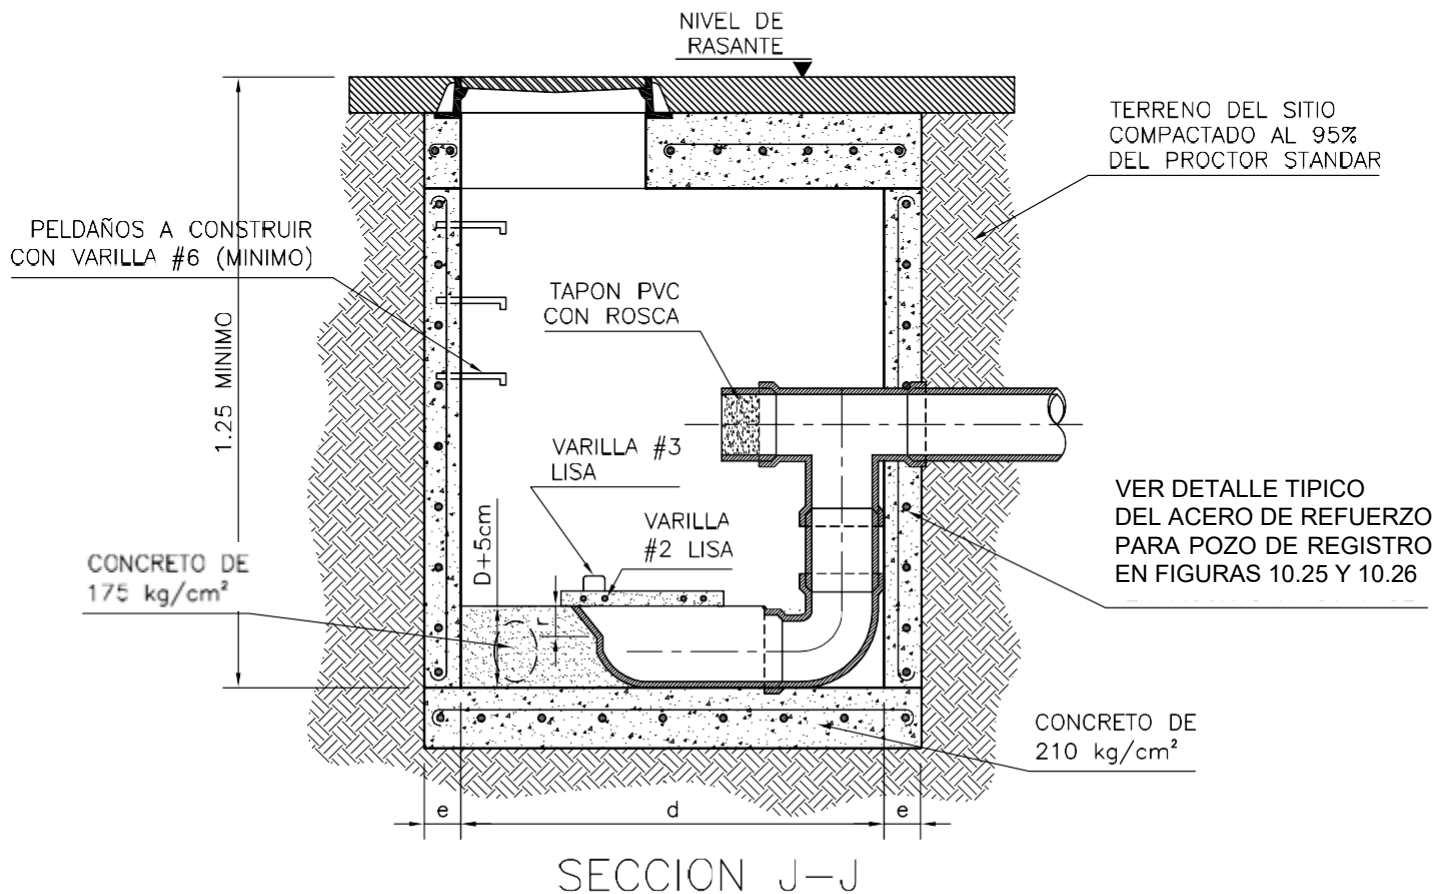 NIVEL DE
RASANTE
TERRENO DEL SITIO
COMPACTADO AL 95%
DEL PROCTOR STANDAR
PELDAÑOS A CONSTRUIR
CON VARILLA #6 (MINIMO)
TAPON PVC
CON ROSCA
1.25 MINIMO
VARILLA #3
LISA
VARILLA
#2 LISA
D+5cm
r
CONCRETO DE
175 kg/cm²
VER DETALLE TIPICO
DEL ACERO DE REFUERZO
PARA POZO DE REGISTRO
EN FIGURAS 10.25 Y 10.26
CONCRETO DE
210 kg/cm²
e d e
SECCION J-J